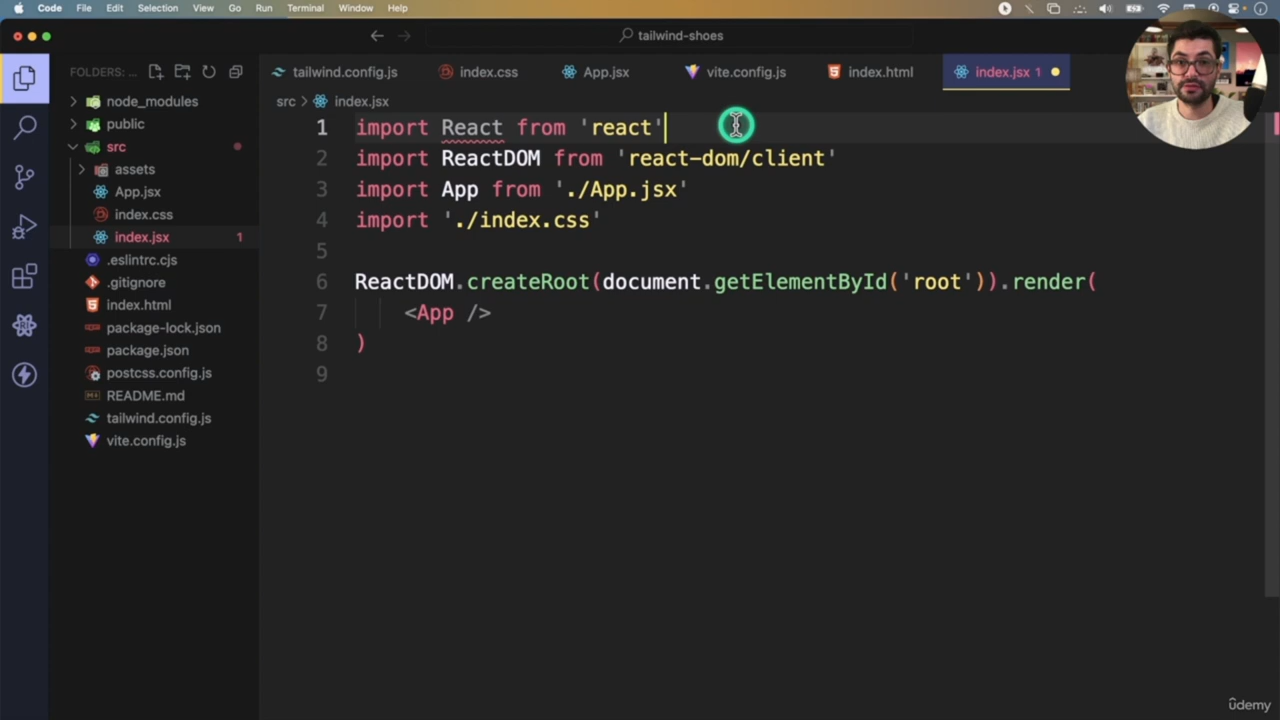 Code File Edit Selection View Go Run Terminal Window Help
tailwind-shoes
FOLDERS: ...
tailwind.config.js index.css App.jsx vite.config.js index.html index.jsx 1
src > index.jsx
node_modules
public
src
assets
App.jsx
index.css
index.jsx 1
.eslintrc.cjs
.gitignore
index.html
package-lock.json
package.json
postcss.config.js
README.md
tailwind.config.js
vite.config.js
1 import React from 'react'
2 import ReactDOM from 'react-dom/client'
3 import App from './App.jsx'
4 import './index.css'
5
6 ReactDOM.createRoot(document.getElementById('root')).render(
7 <App />
8 )
9
ûdemy